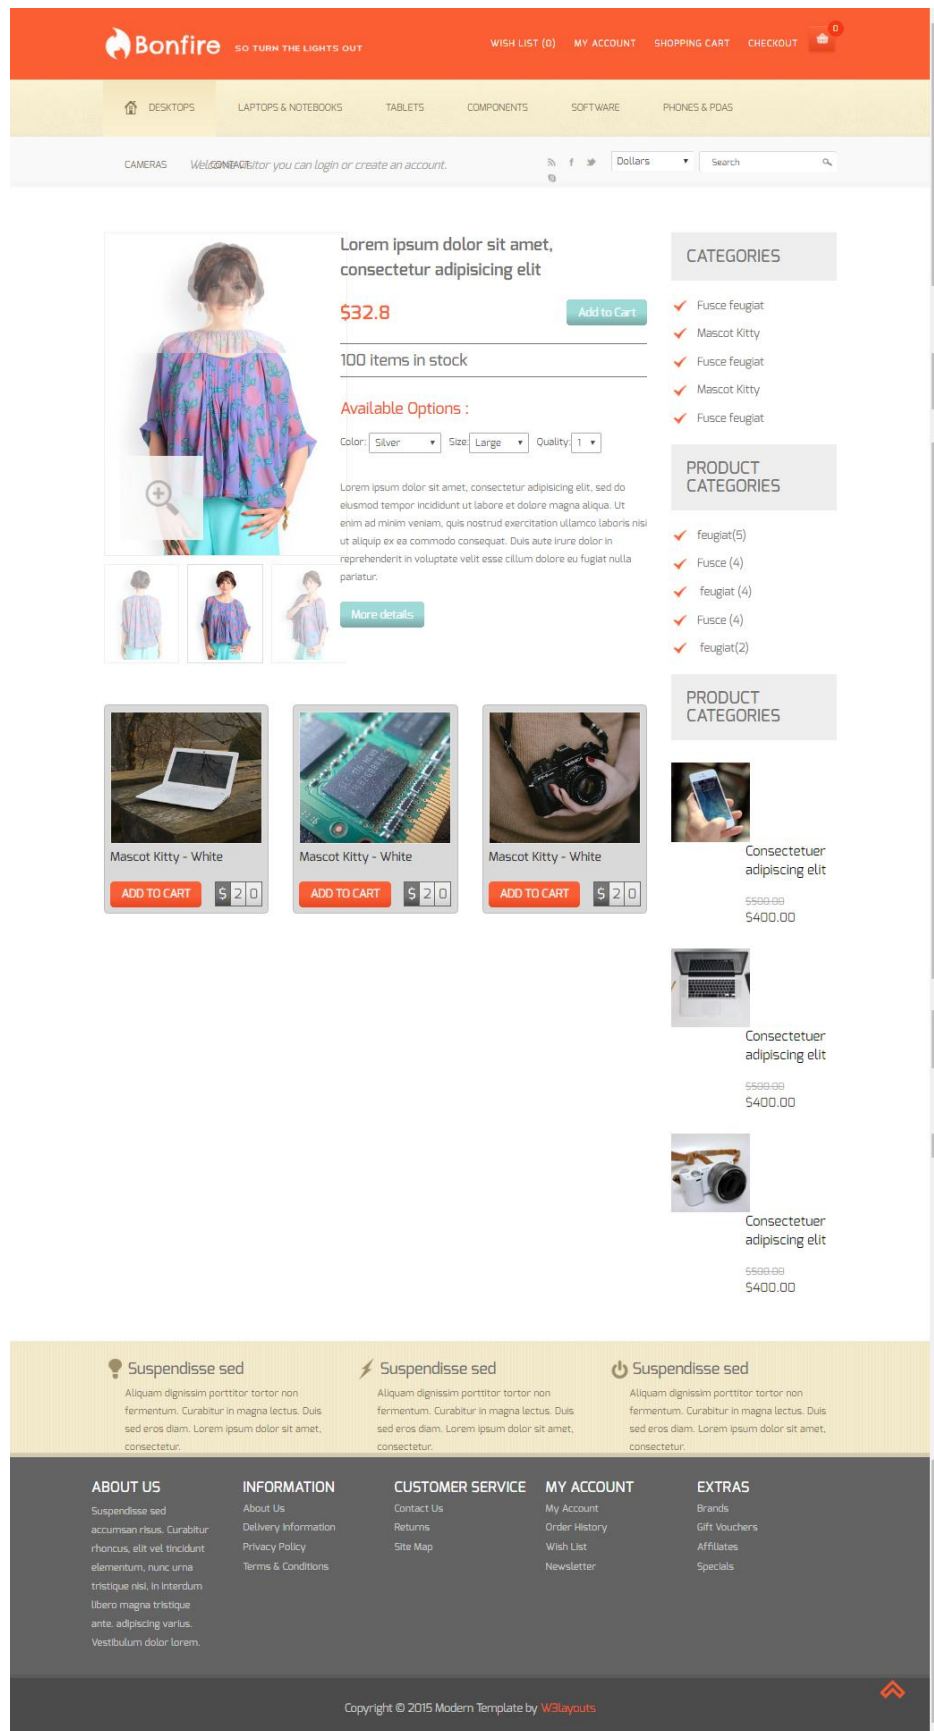 Bonfire SO TURN THE LIGHTS OUT
WISH LIST (0) MY ACCOUNT SHOPPING CART CHECKOUT 0
DESKTOPS LAPTOPS & NOTEBOOKS TABLETS COMPONENTS SOFTWARE PHONES & PDAS
CAMERAS CONTACT
Welcome visitor you can login or create an account.
Dollars Search
Lorem ipsum dolor sit amet,
consectetur adipisicing elit
$32.8 Add to Cart
100 items in stock
Available Options :
Color: Silver Size: Large Quality: 1
Lorem ipsum dolor sit amet, consectetur adipisicing elit, sed do
eiusmod tempor incididunt ut labore et dolore magna aliqua. Ut
enim ad minim veniam, quis nostrud exercitation ullamco laboris nisi
ut aliquip ex ea commodo consequat. Duis aute irure dolor in
reprehenderit in voluptate velit esse cillum dolore eu fugiat nulla
pariatur.
More details
CATEGORIES
Fusce feugiat
Mascot Kitty
Fusce feugiat
Mascot Kitty
Fusce feugiat
PRODUCT
CATEGORIES
feugiat(5)
Fusce (4)
feugiat (4)
Fusce (4)
feugiat(2)
PRODUCT
CATEGORIES
Consectetuer
adipiscing elit
$500.00
$400.00
Consectetuer
adipiscing elit
$500.00
$400.00
Consectetuer
adipiscing elit
$500.00
$400.00
Mascot Kitty - White
ADD TO CART $ 2 0
Mascot Kitty - White
ADD TO CART $ 2 0
Mascot Kitty - White
ADD TO CART $ 2 0
Suspendisse sed
Aliquam dignissim porttitor tortor non
fermentum. Curabitur in magna lectus. Duis
sed eros diam. Lorem ipsum dolor sit amet,
consectetur.
Suspendisse sed
Aliquam dignissim porttitor tortor non
fermentum. Curabitur in magna lectus. Duis
sed eros diam. Lorem ipsum dolor sit amet,
consectetur.
Suspendisse sed
Aliquam dignissim porttitor tortor non
fermentum. Curabitur in magna lectus. Duis
sed eros diam. Lorem ipsum dolor sit amet,
consectetur.
ABOUT US
Suspendisse sed
accumsan risus. Curabitur
rhoncus, elit vel tincidunt
elementum, nunc urna
tristique nisi, in interdum
libero magna tristique
ante. adipiscing varius.
Vestibulum dolor lorem.
INFORMATION
About Us
Delivery Information
Privacy Policy
Terms & Conditions
CUSTOMER SERVICE
Contact Us
Returns
Site Map
MY ACCOUNT
My Account
Order History
Wish List
Newsletter
EXTRAS
Brands
Gift Vouchers
Affiliates
Specials
Copyright © 2015 Modern Template by W3layouts